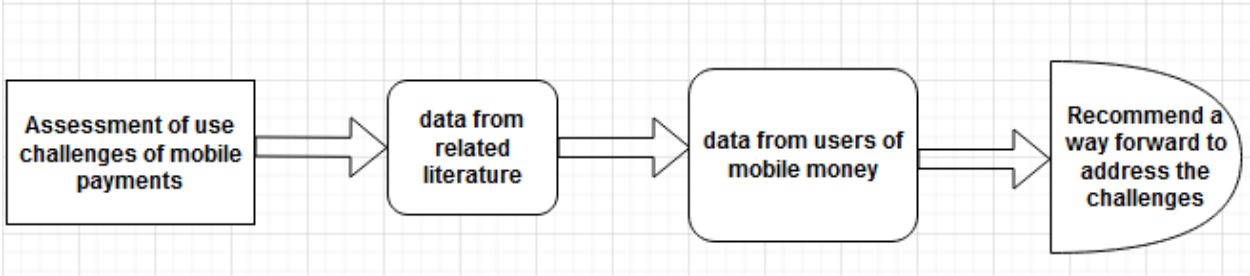 Assessment of use
challenges of mobile
payments
data from
related
literature
data from users of
mobile money
Recommend a
way forward to
address the
challenges